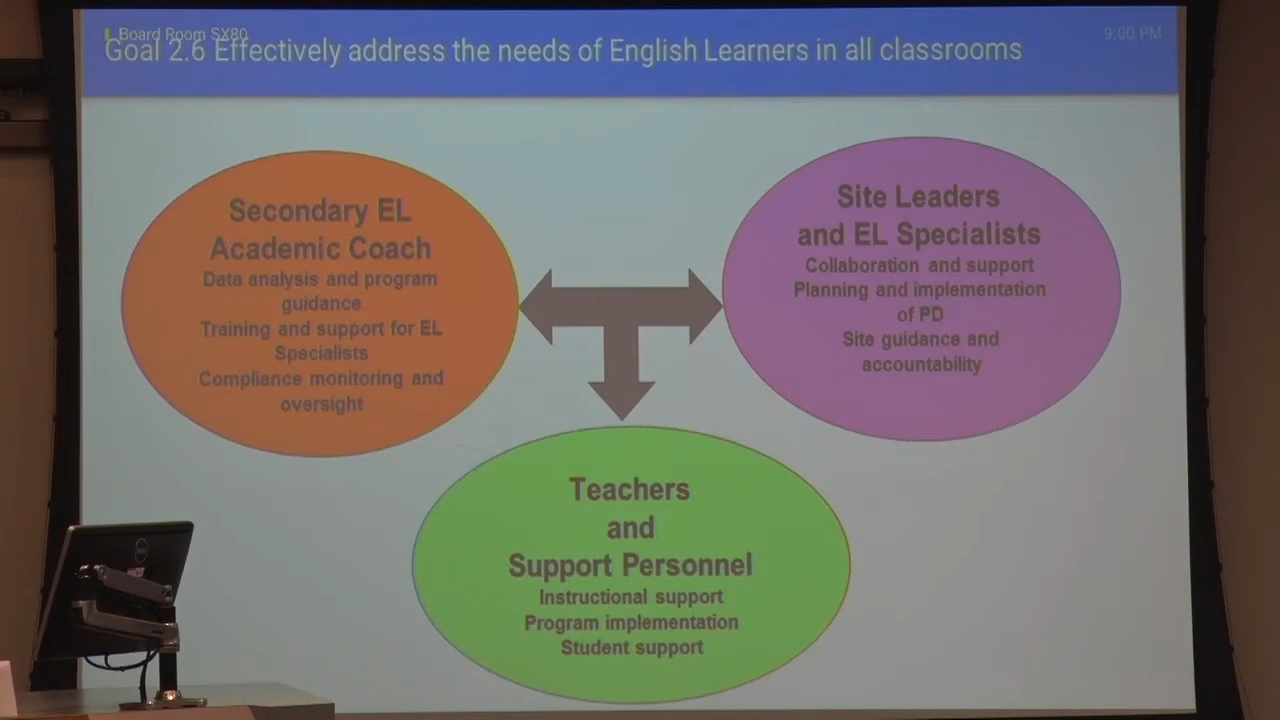 Board Room SX80
9:00 PM
Goal 2.6 Effectively address the needs of English Learners in all classrooms
Secondary EL
Academic Coach
Data analysis and program
guidance
Training and support for EL
Specialists
Compliance monitoring and
oversight
Site Leaders
and EL Specialists
Collaboration and support
Planning and implementation
of PD
Site guidance and
accountability
Teachers
and
Support Personnel
Instructional support
Program implementation
Student support
DELL